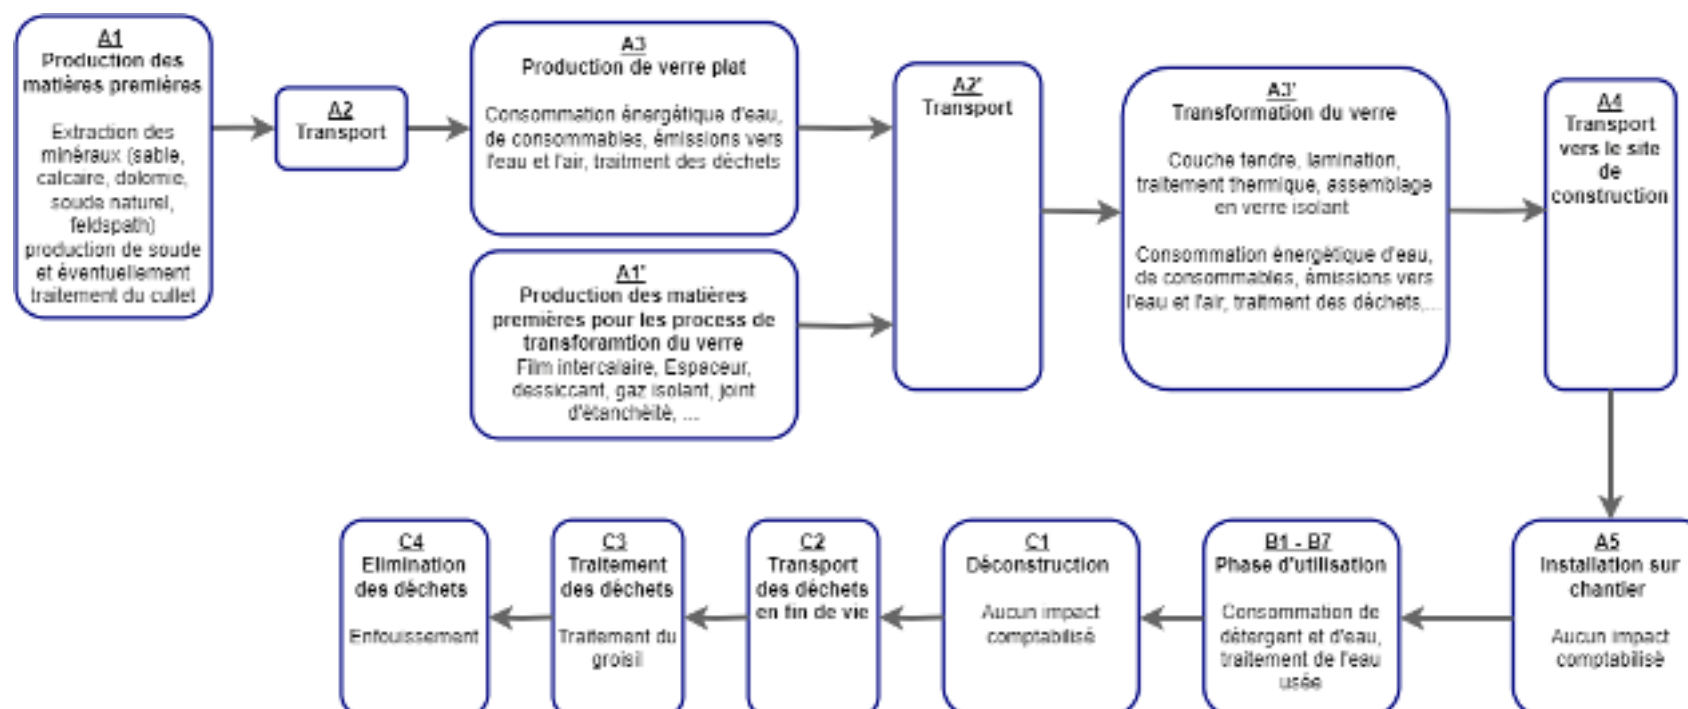 A1
Production des
matières premières
Extraction des
minéraux (sable,
calcaire, dolomie,
soude naturel,
feldspath)
production de soude
et éventuellement
traitement du cullet
A2
Transport
A3
Production de verre plat
Consommation énergétique d'eau,
de consommables, émissions vers
l'eau et l'air, traitment des déchets
A1'
Production des matières
premières pour les process de
transforamtion du verre
Film intercalaire, Espaceur,
dessiccant, gaz isolant, joint
d'étanchéité, ...
A2'
Transport
A3'
Transformation du verre
Couche tendre, lamination,
traitement thermique, assemblage
en verre isolant
Consommation énergétique d'eau,
de consommables, émissions vers
l'eau et l'air, traitment des déchets,...
A4
Transport
vers le site
de
construction
A5
Installation sur
chantier
Aucun impact
comptabilisé
B1 - B7
Phase d'utilisation
Consommation de
détergent et d'eau,
traitement de l'eau
usée
C1
Déconstruction
Aucun impact
comptabilisé
C2
Transport
des déchets
en fin de vie
C3
Traitement
des déchets
Traitement du
groisil
C4
Elimination
des déchets
Enfouissement